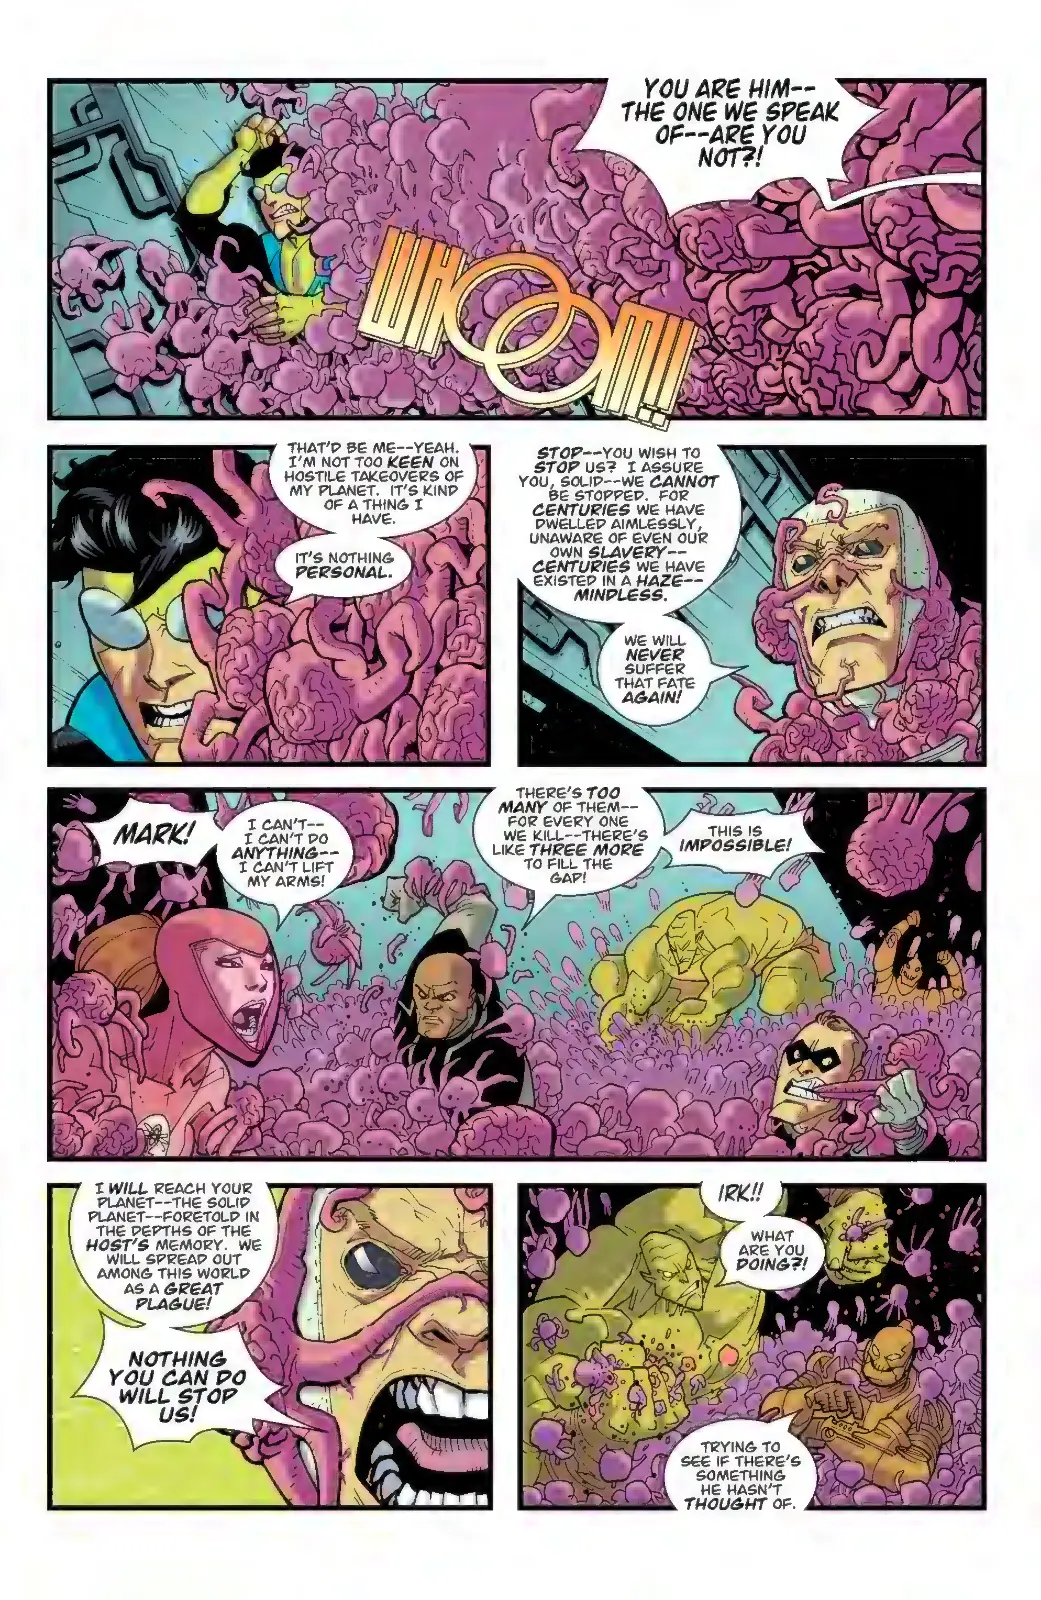 YOU ARE HIM--
THE ONE WE SPEAK
OF--ARE YOU
NOT?!
WHOOOM!!
THAT'D BE ME--YEAH.
I'M NOT TOO KEEN ON
HOSTILE TAKEOVERS OF
MY PLANET. IT'S KIND
OF A THING I
HAVE.
IT'S NOTHING
PERSONAL.
STOP--YOU WISH TO
STOP US? I ASSURE
YOU, SOLID--WE CANNOT
BE STOPPED. FOR
CENTURIES WE HAVE
DWELLED AIMLESSLY,
UNAWARE OF EVEN OUR
OWN SLAVERY--
CENTURIES WE HAVE
EXISTED IN A HAZE--
MINDLESS.
WE WILL
NEVER
SUFFER
THAT FATE
AGAIN!
MARK!
I CAN'T--
I CAN'T DO
ANYTHING--
I CAN'T LIFT
MY ARMS!
THERE'S TOO
MANY OF THEM--
FOR EVERY ONE
WE KILL--THERE'S
LIKE THREE MORE
TO FILL THE
GAP!
THIS IS
IMPOSSIBLE!
I WILL REACH YOUR
PLANET--THE SOLID
PLANET--FORETOLD IN
THE DEPTHS OF THE
HOST'S MEMORY. WE
WILL SPREAD OUT
AMONG THIS WORLD
AS A GREAT
PLAGUE!
NOTHING
YOU CAN DO
WILL STOP
US!
IRK!!
WHAT
ARE YOU
DOING?!
TRYING TO
SEE IF THERE'S
SOMETHING
HE HASN'T
THOUGHT OF.